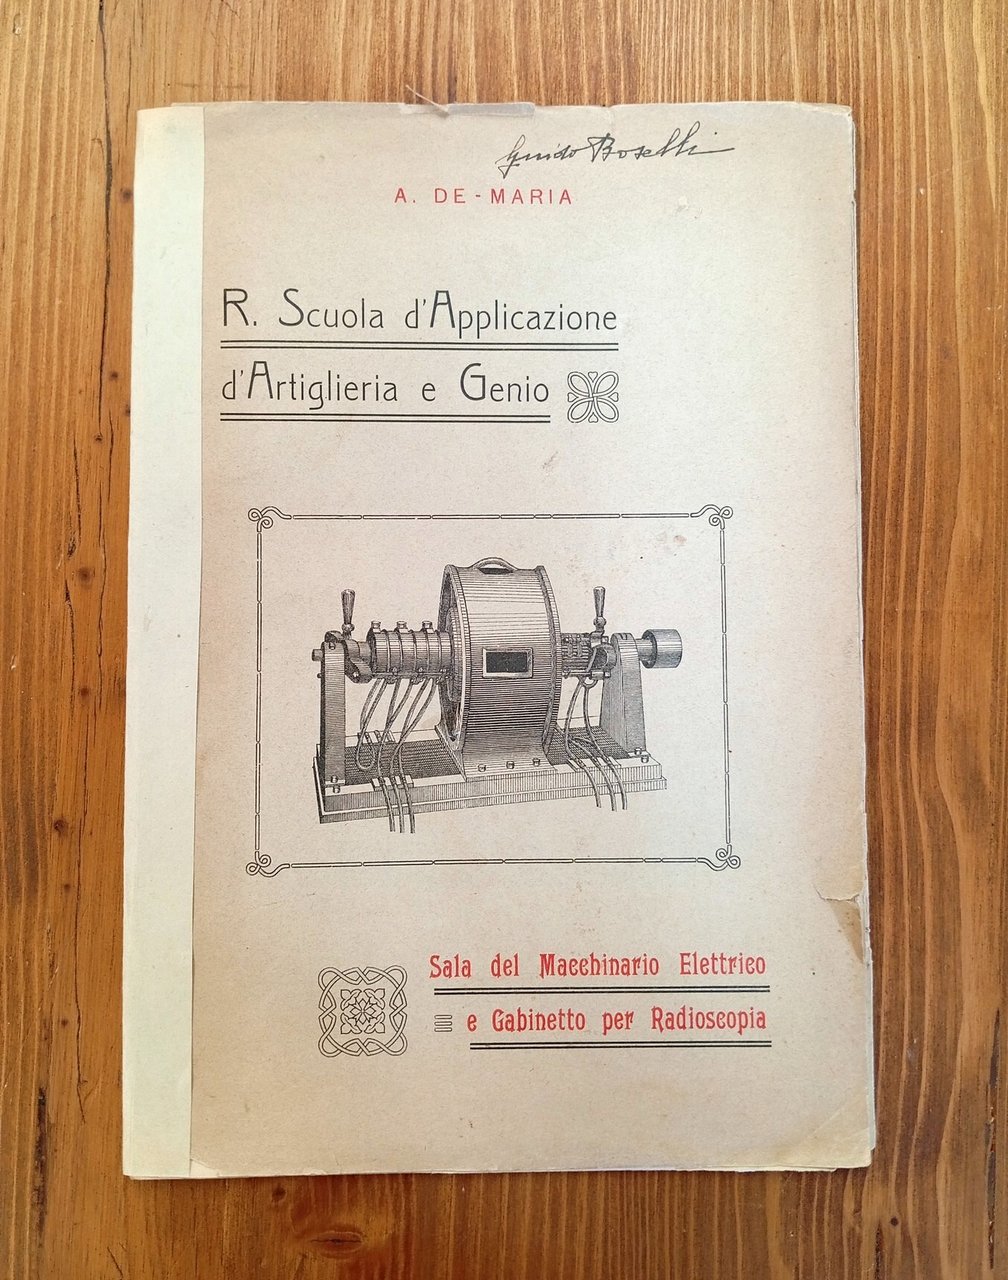 Guido Boselli
A. DE-MARIA
R. Scuola d'Applicazione
d'Artiglieria e Genio
Sala del Macchinario Elettrico
e Gabinetto per Radioscopia